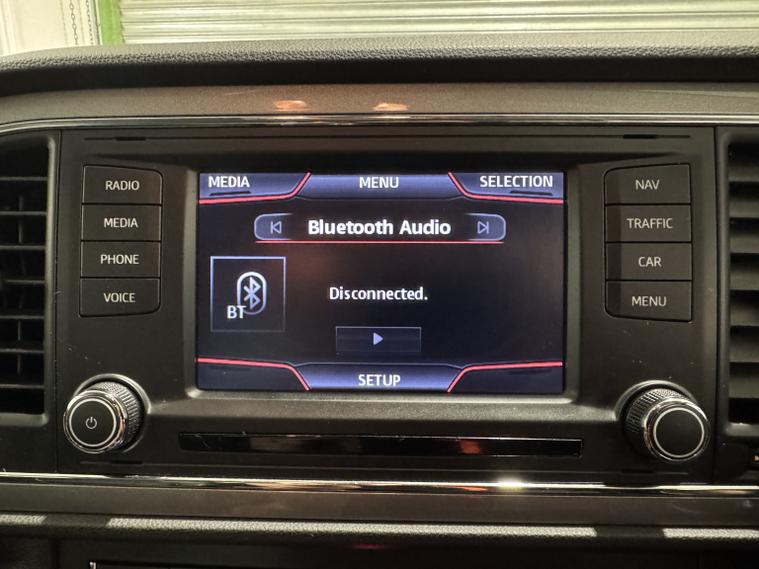 RADIO
MEDIA
PHONE
VOICE
MEDIA MENU SELECTION
Bluetooth Audio
BT
Disconnected.
SETUP
NAV
TRAFFIC
CAR
MENU